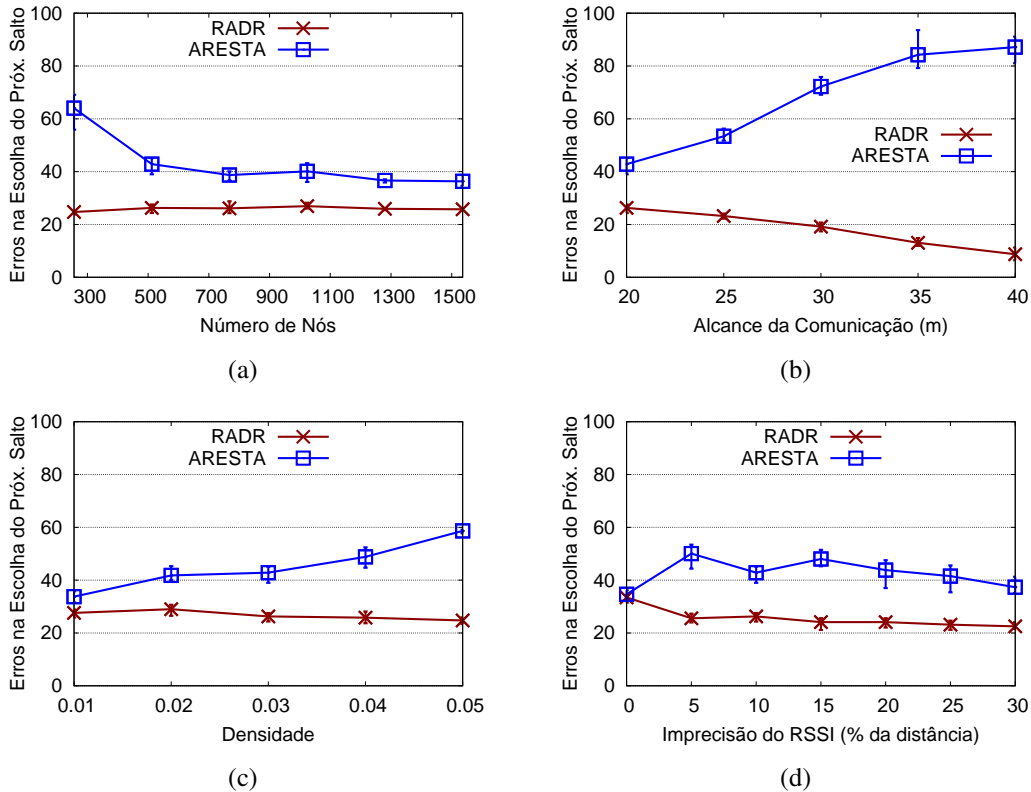 100
80
60
40
20
0
Erros na Escolha do Próx. Salto
RADR
ARESTA
300 500 700 900 1100 1300 1500
Número de Nós
(a)
100
80
60
40
20
0
Erros na Escolha do Próx. Salto
RADR
ARESTA
20 25 30 35 40
Alcance da Comunicação (m)
(b)
100
80
60
40
20
0
Erros na Escolha do Próx. Salto
RADR
ARESTA
0.01 0.02 0.03 0.04 0.05
Densidade
(c)
100
80
60
40
20
0
Erros na Escolha do Próx. Salto
RADR
ARESTA
0 5 10 15 20 25 30
Imprecisão do RSSI (% da distância)
(d)